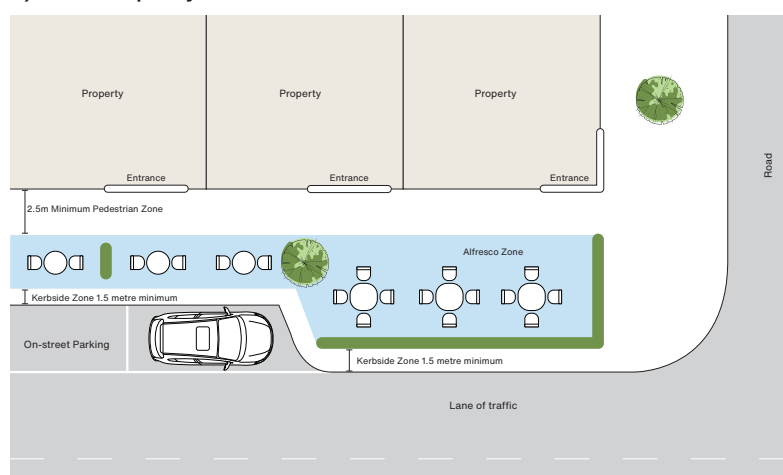 Property
Property
Property
Entrance
Entrance
Entrance
Road
2.5m Minimum Pedestrian Zone
Alfresco Zone
Kerbside Zone 1.5 metre minimum
On-street Parking
Kerbside Zone 1.5 metre minimum
Lane of traffic